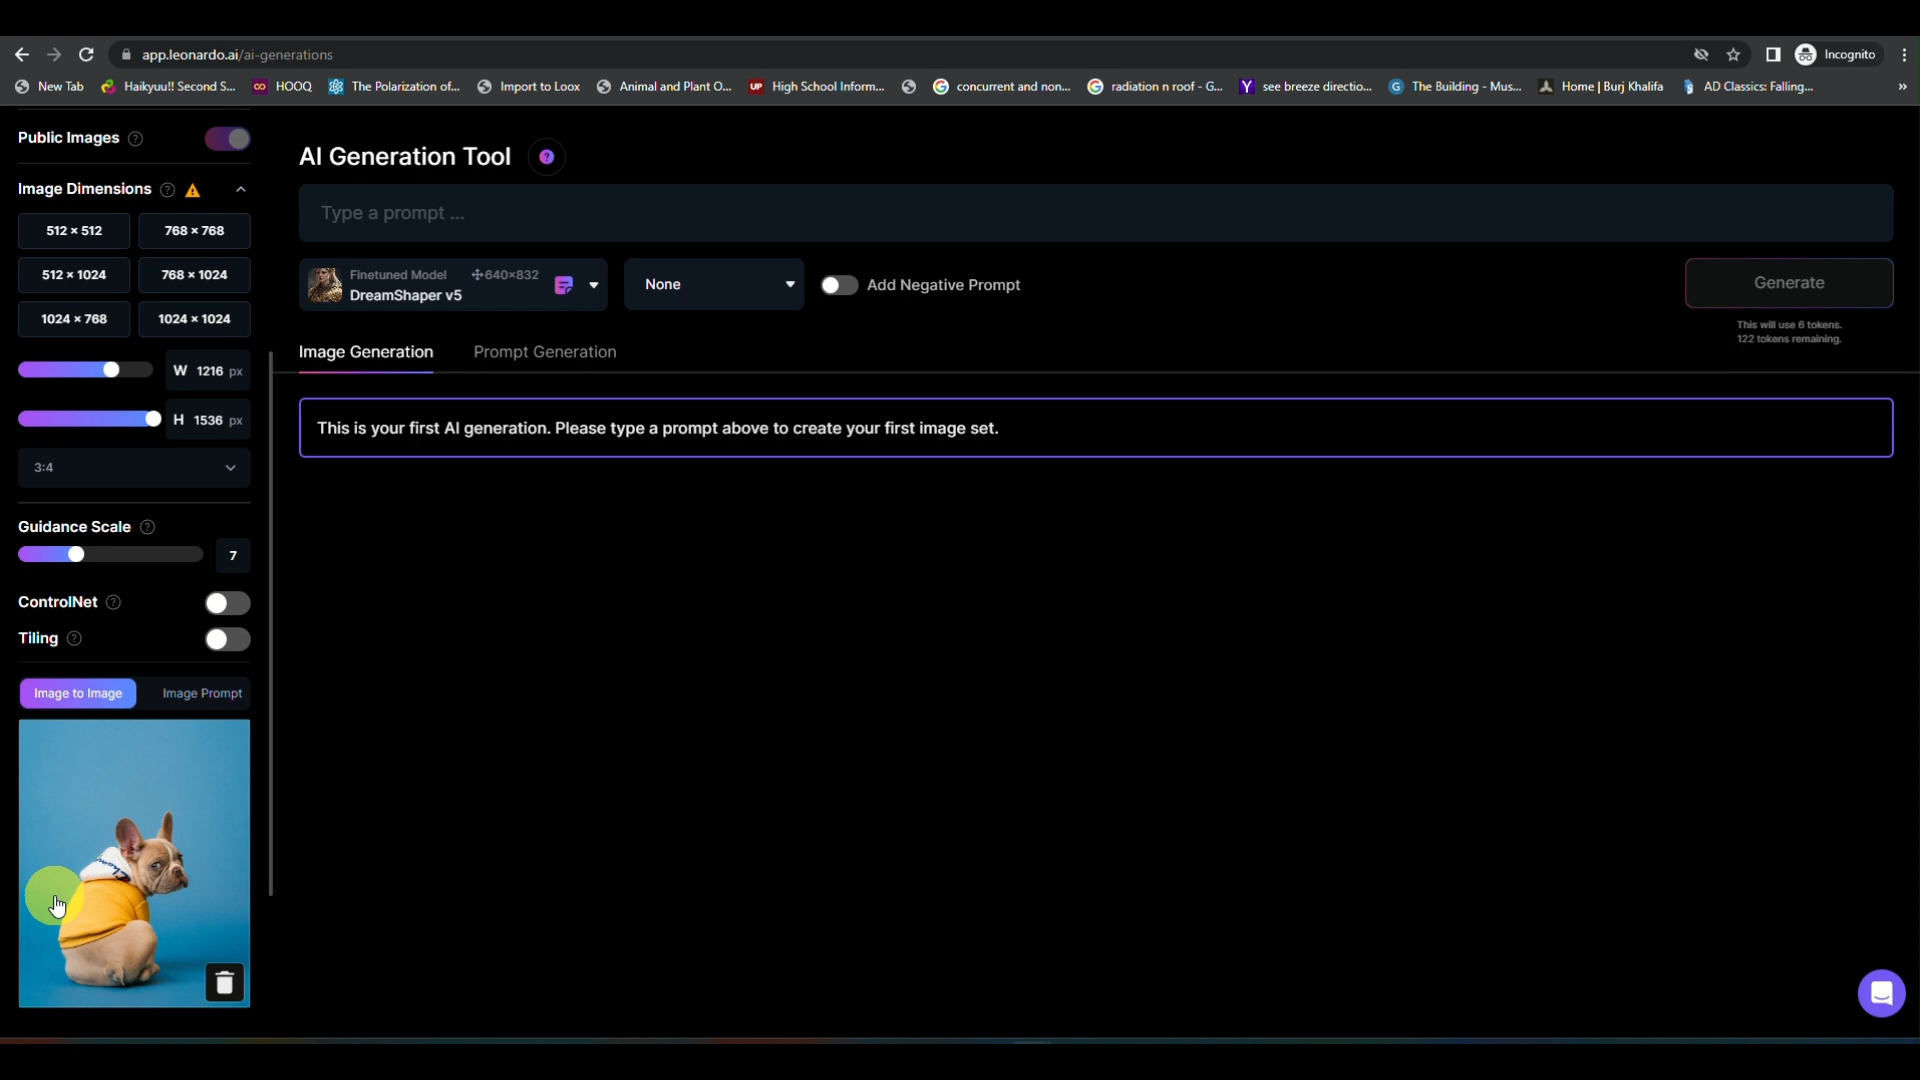 app.leonardo.ai/ai-generations
Incognito
New Tab
Haikyuu!! Second S...
HOOQ
The Polarization of...
Import to Loox
Animal and Plant O...
UP High School Inform...
concurrent and non...
radiation n roof - G...
Y see breeze directio...
G The Building - Mus...
Home | Burj Khalifa
AD Classics: Falling...
»
Public Images ?
Image Dimensions ?
512 × 512
768 × 768
512 × 1024
768 × 1024
1024 × 768
1024 × 1024
W 1216 px
H 1536 px
3:4
Guidance Scale ?
7
ControlNet ?
Tiling ?
Image to Image
Image Prompt
AI Generation Tool ?
Type a prompt ...
Finetuned Model
640×832
DreamShaper v5
None
Add Negative Prompt
Generate
This will use 6 tokens.
122 tokens remaining.
Image Generation
Prompt Generation
This is your first AI generation. Please type a prompt above to create your first image set.